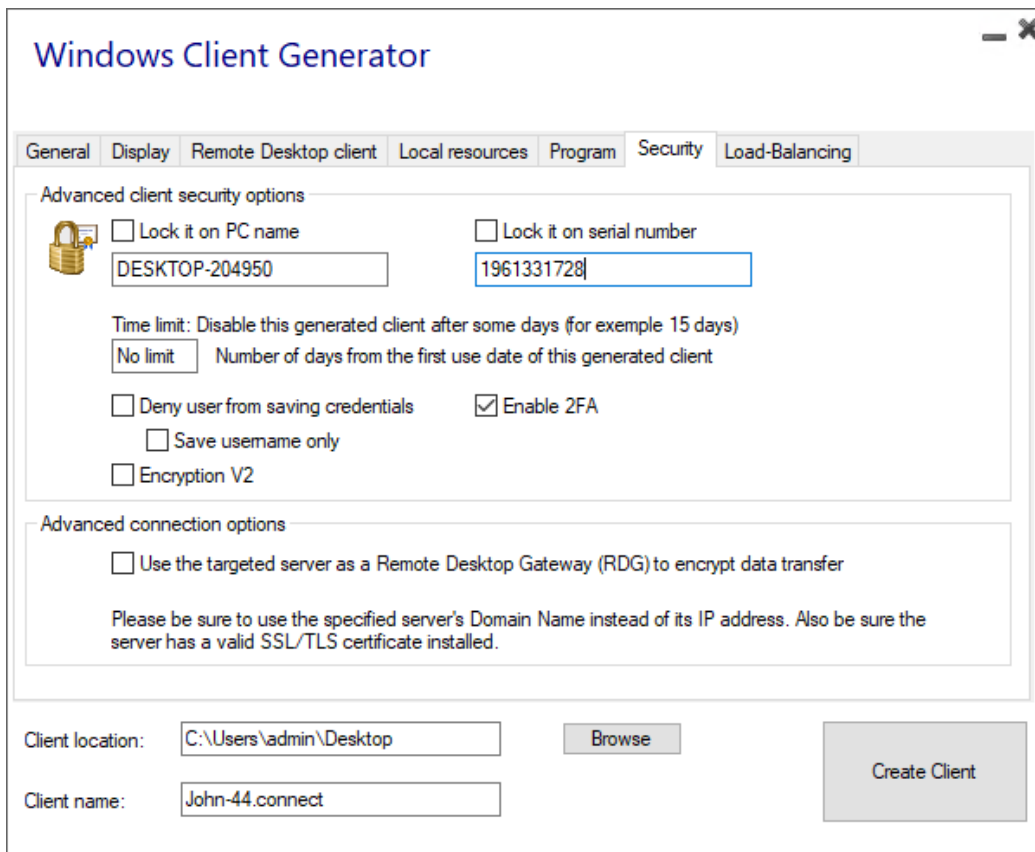 Windows Client Generator
General Display Remote Desktop client Local resources Program Security Load-Balancing
Advanced client security options
Lock it on PC name Lock it on serial number
DESKTOP-204950 1961331728
Time limit: Disable this generated client after some days (for exemple 15 days)
No limit Number of days from the first use date of this generated client
Deny user from saving credentials Enable 2FA
Save username only
Encryption V2
Advanced connection options
Use the targeted server as a Remote Desktop Gateway (RDG) to encrypt data transfer
Please be sure to use the specified server's Domain Name instead of its IP address. Also be sure the
server has a valid SSL/TLS certificate installed.
Client location: C:\Users\admin\Desktop Browse
Create Client
Client name: John-44.connect